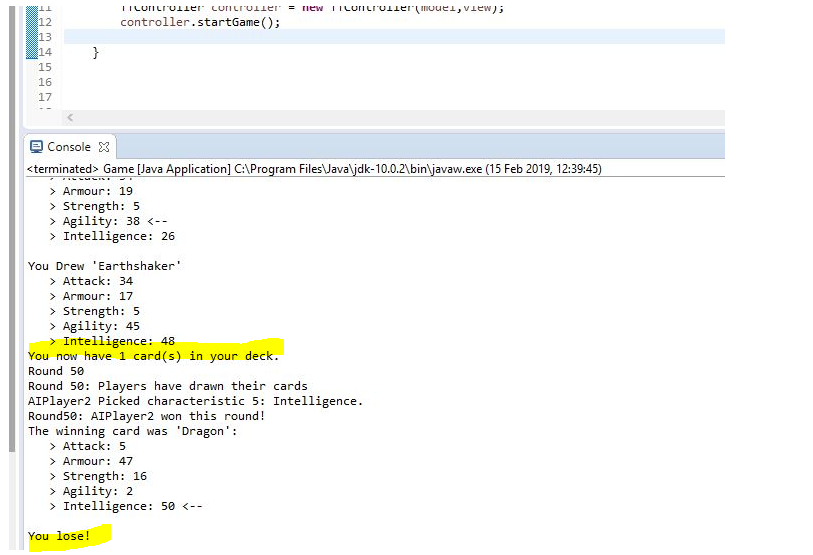 11 TTController controller = new TTController(model,view);
12 controller.startGame();
13
14 }
15
16
17
Console
<terminated> Game [Java Application] C:\Program Files\Java\jdk-10.0.2\bin\javaw.exe (15 Feb 2019, 12:39:45)
> Armour: 19
> Strength: 5
> Agility: 38 <--
> Intelligence: 26
You Drew 'Earthshaker'
> Attack: 34
> Armour: 17
> Strength: 5
> Agility: 45
> Intelligence: 48
You now have 1 card(s) in your deck.
Round 50
Round 50: Players have drawn their cards
AIPlayer2 Picked characteristic 5: Intelligence.
Round50: AIPlayer2 won this round!
The winning card was 'Dragon':
> Attack: 5
> Armour: 47
> Strength: 16
> Agility: 2
> Intelligence: 50 <--
You lose!